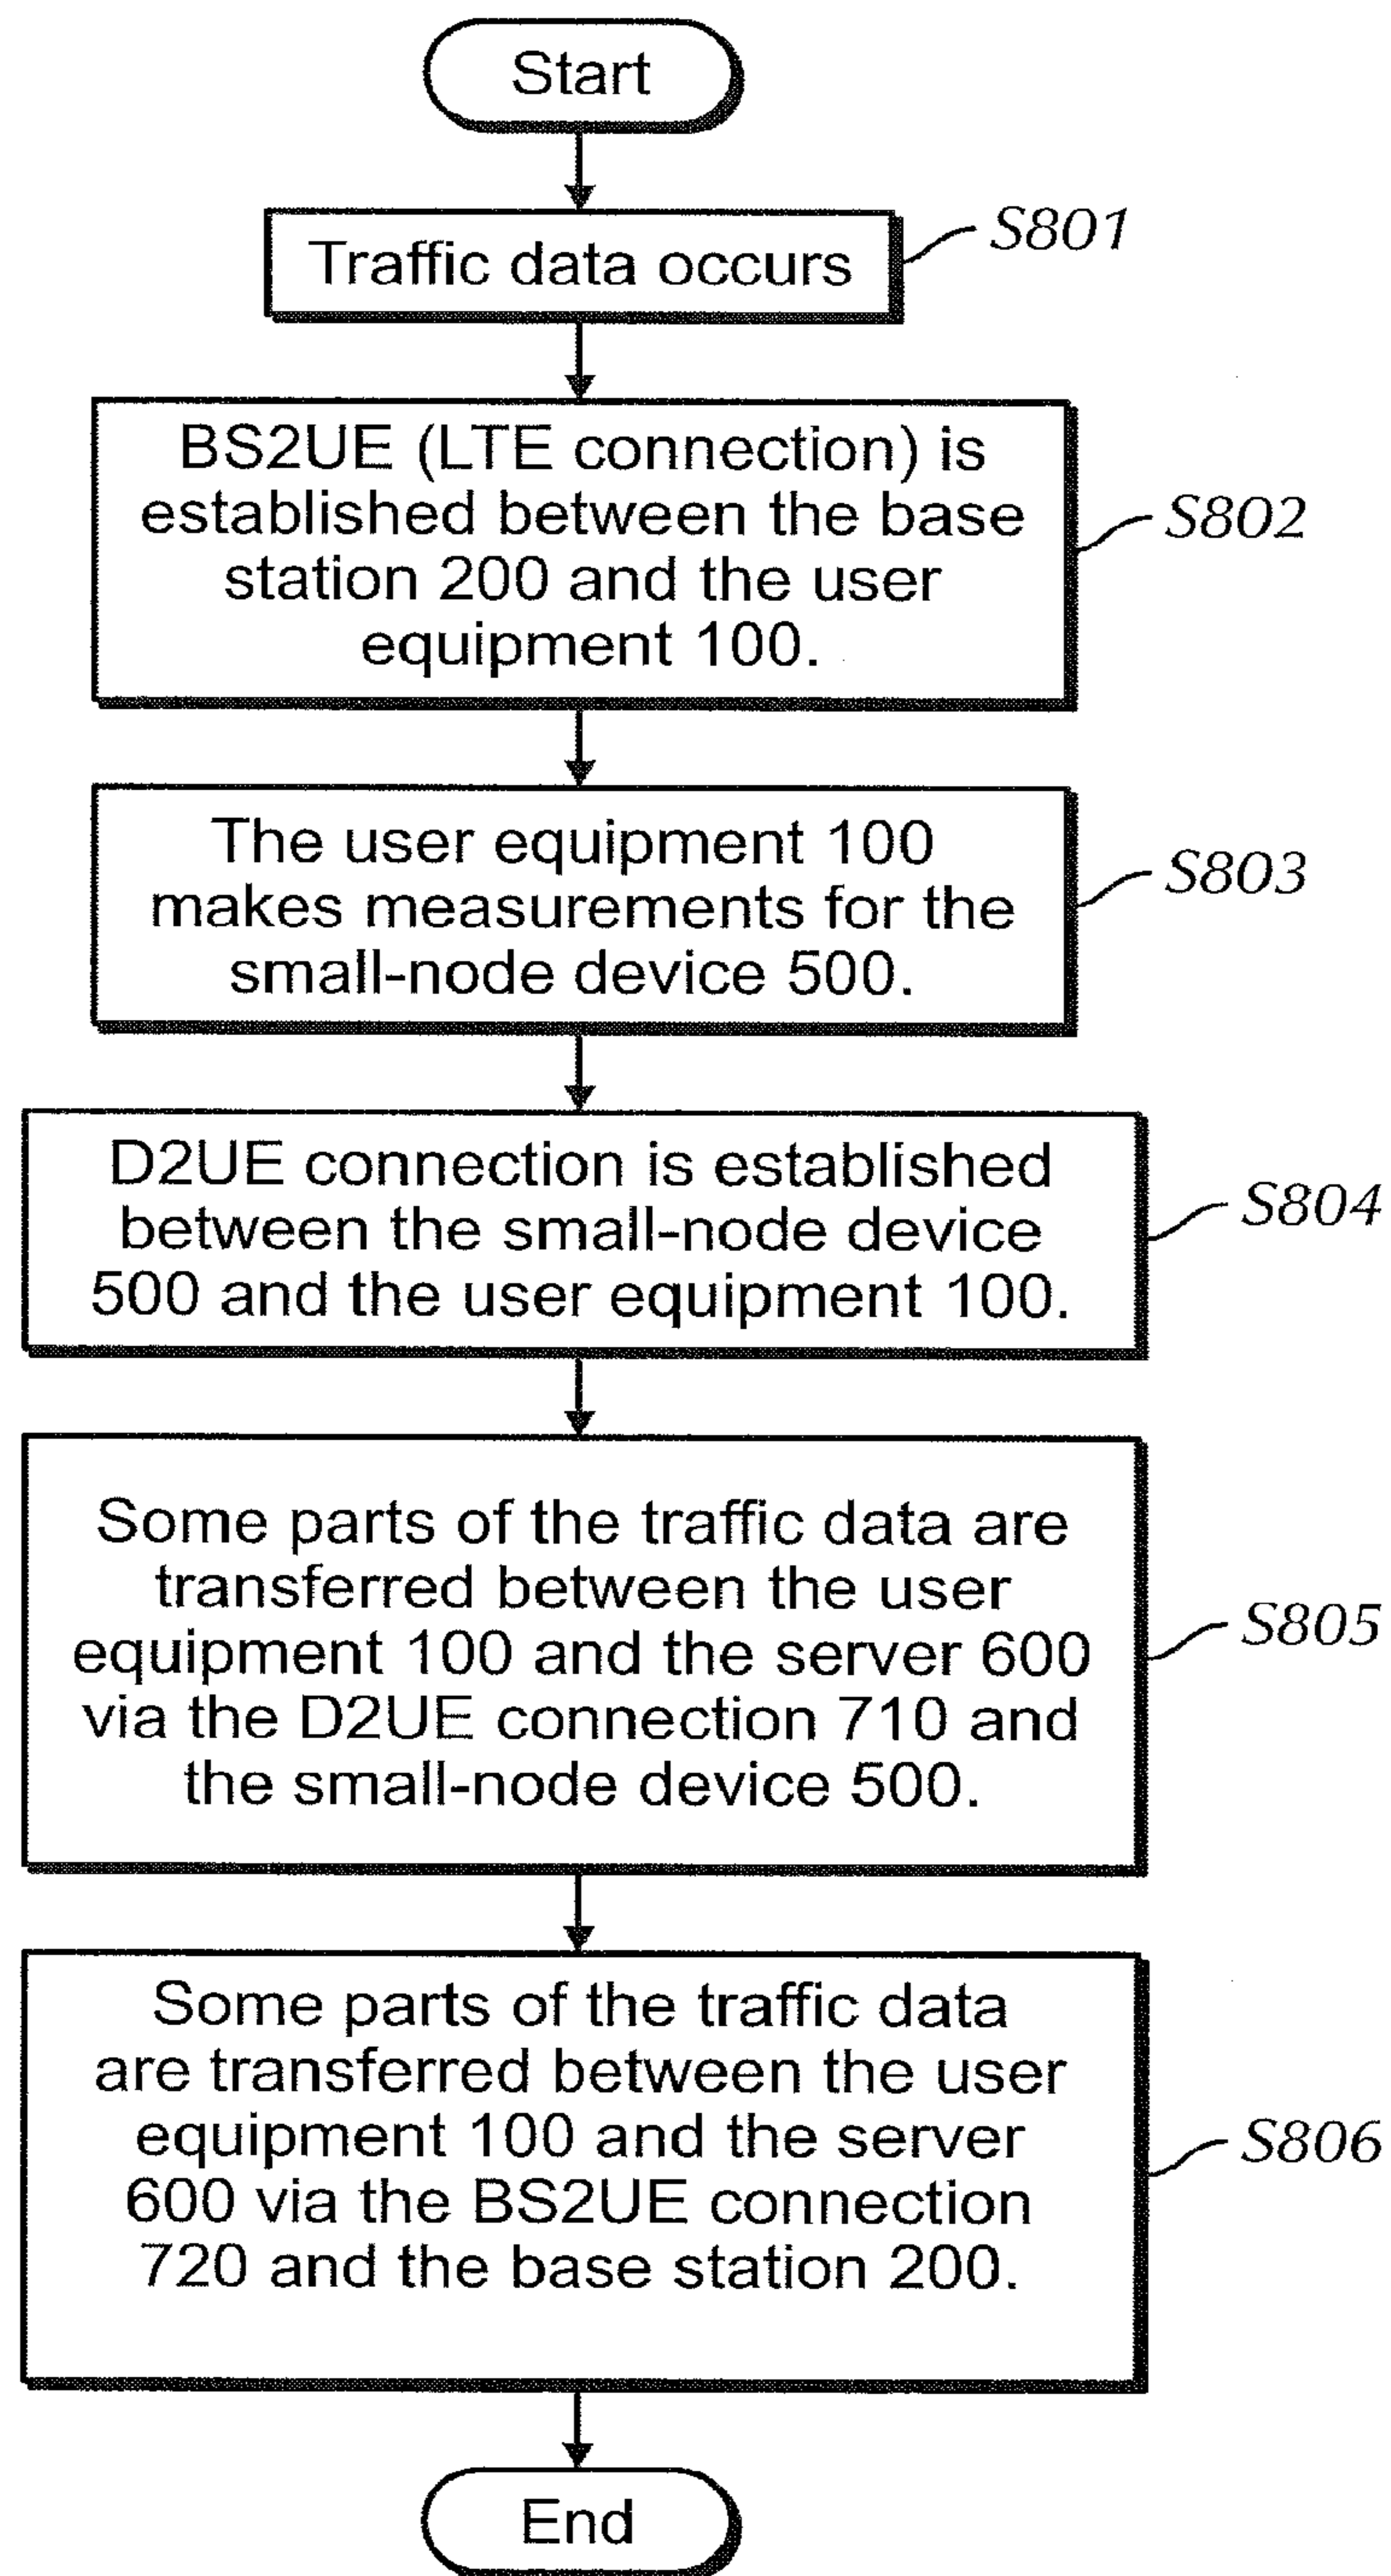 Start
Traffic data occurs
S801
BS2UE (LTE connection) is
established between the base
station 200 and the user
equipment 100.
S802
The user equipment 100
makes measurements for the
small-node device 500.
S803
D2UE connection is established
between the small-node device
500 and the user equipment 100.
S804
Some parts of the traffic data are
transferred between the user
equipment 100 and the server 600
via the D2UE connection 710 and
the small-node device 500.
S805
Some parts of the traffic data
are transferred between the user
equipment 100 and the server
600 via the BS2UE connection
720 and the base station 200.
S806
End